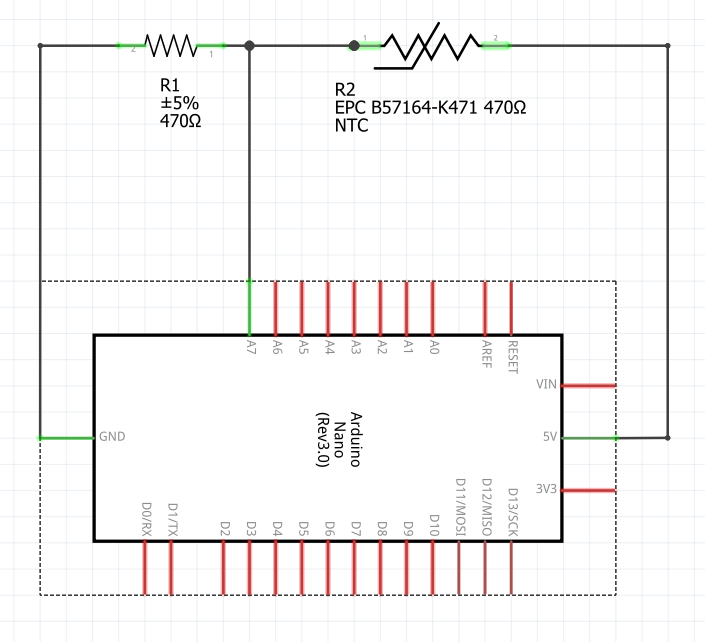 2
1
1
2
R1
±5%
470Ω
R2
EPC B57164-K471 470Ω
NTC
A7
A6
A5
A4
A3
A2
A1
A0
AREF
RESET
VIN
GND
5V
3V3
Arduino
Nano
(Rev3.0)
D0/RX
D1/TX
D2
D3
D4
D5
D6
D7
D8
D9
D10
D11/MOSI
D12/MISO
D13/SCK